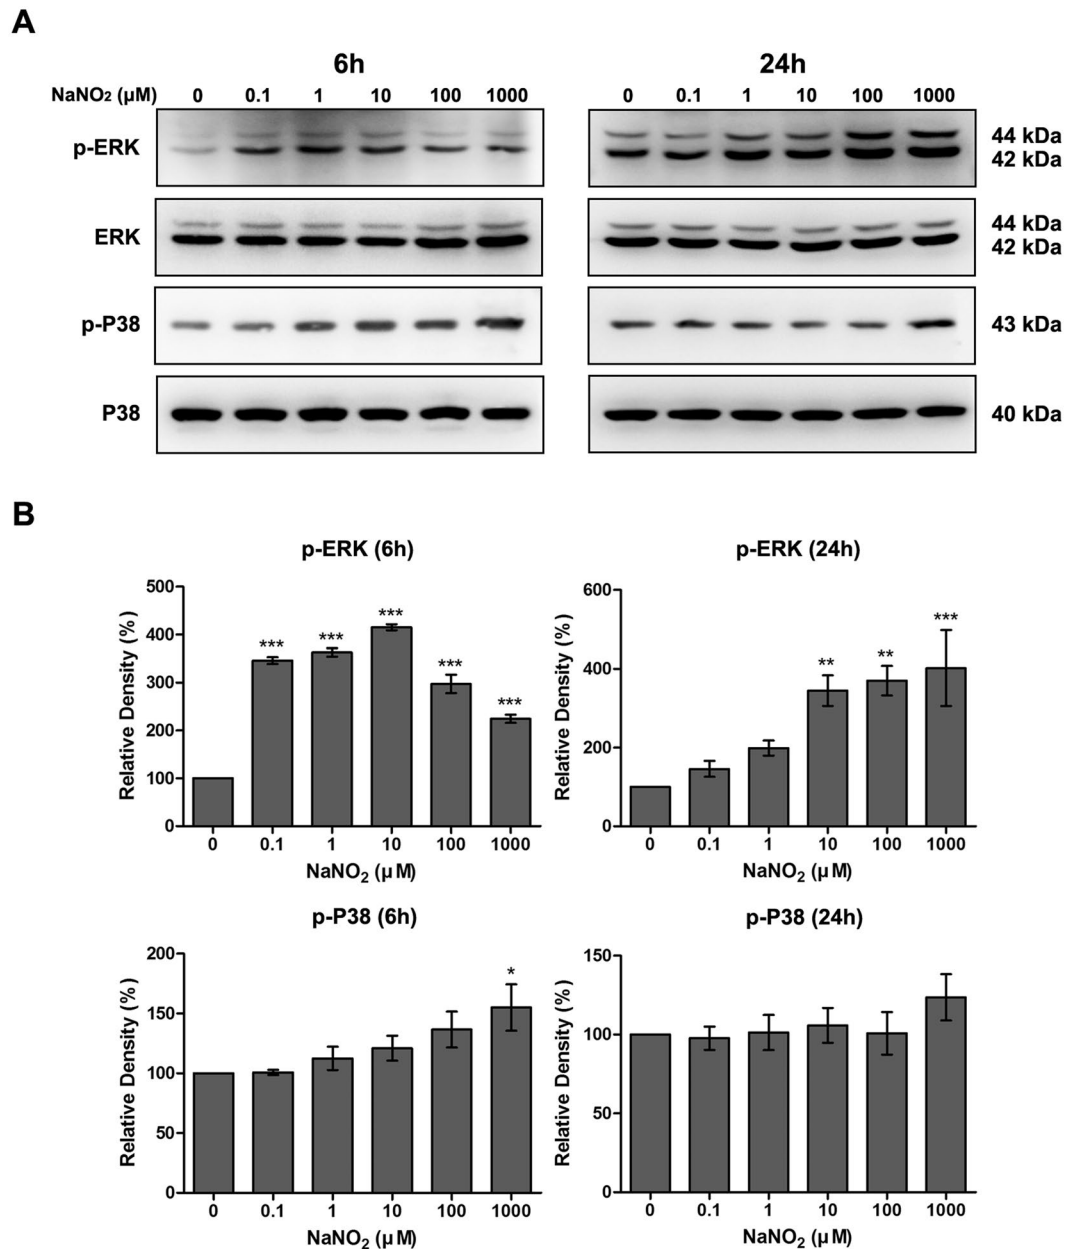 A
6h 24h
NaNO2 (µM) 0 0.1 1 10 100 1000 0 0.1 1 10 100 1000
p-ERK 44 kDa
42 kDa
ERK 44 kDa
42 kDa
p-P38 43 kDa
P38 40 kDa
B
p-ERK (6h)
Relative Density (%)
500
400
300
200
100
0
*** *** *** *** ***
0 0.1 1 10 100 1000
NaNO2 (µM)
p-ERK (24h)
Relative Density (%)
600
400
200
0
** ** ***
0 0.1 1 10 100 1000
NaNO2 (µM)
p-P38 (6h)
Relative Density (%)
200
150
100
50
0
*
0 0.1 1 10 100 1000
NaNO2 (µM)
p-P38 (24h)
Relative Density (%)
150
100
50
0
0 0.1 1 10 100 1000
NaNO2 (µM)